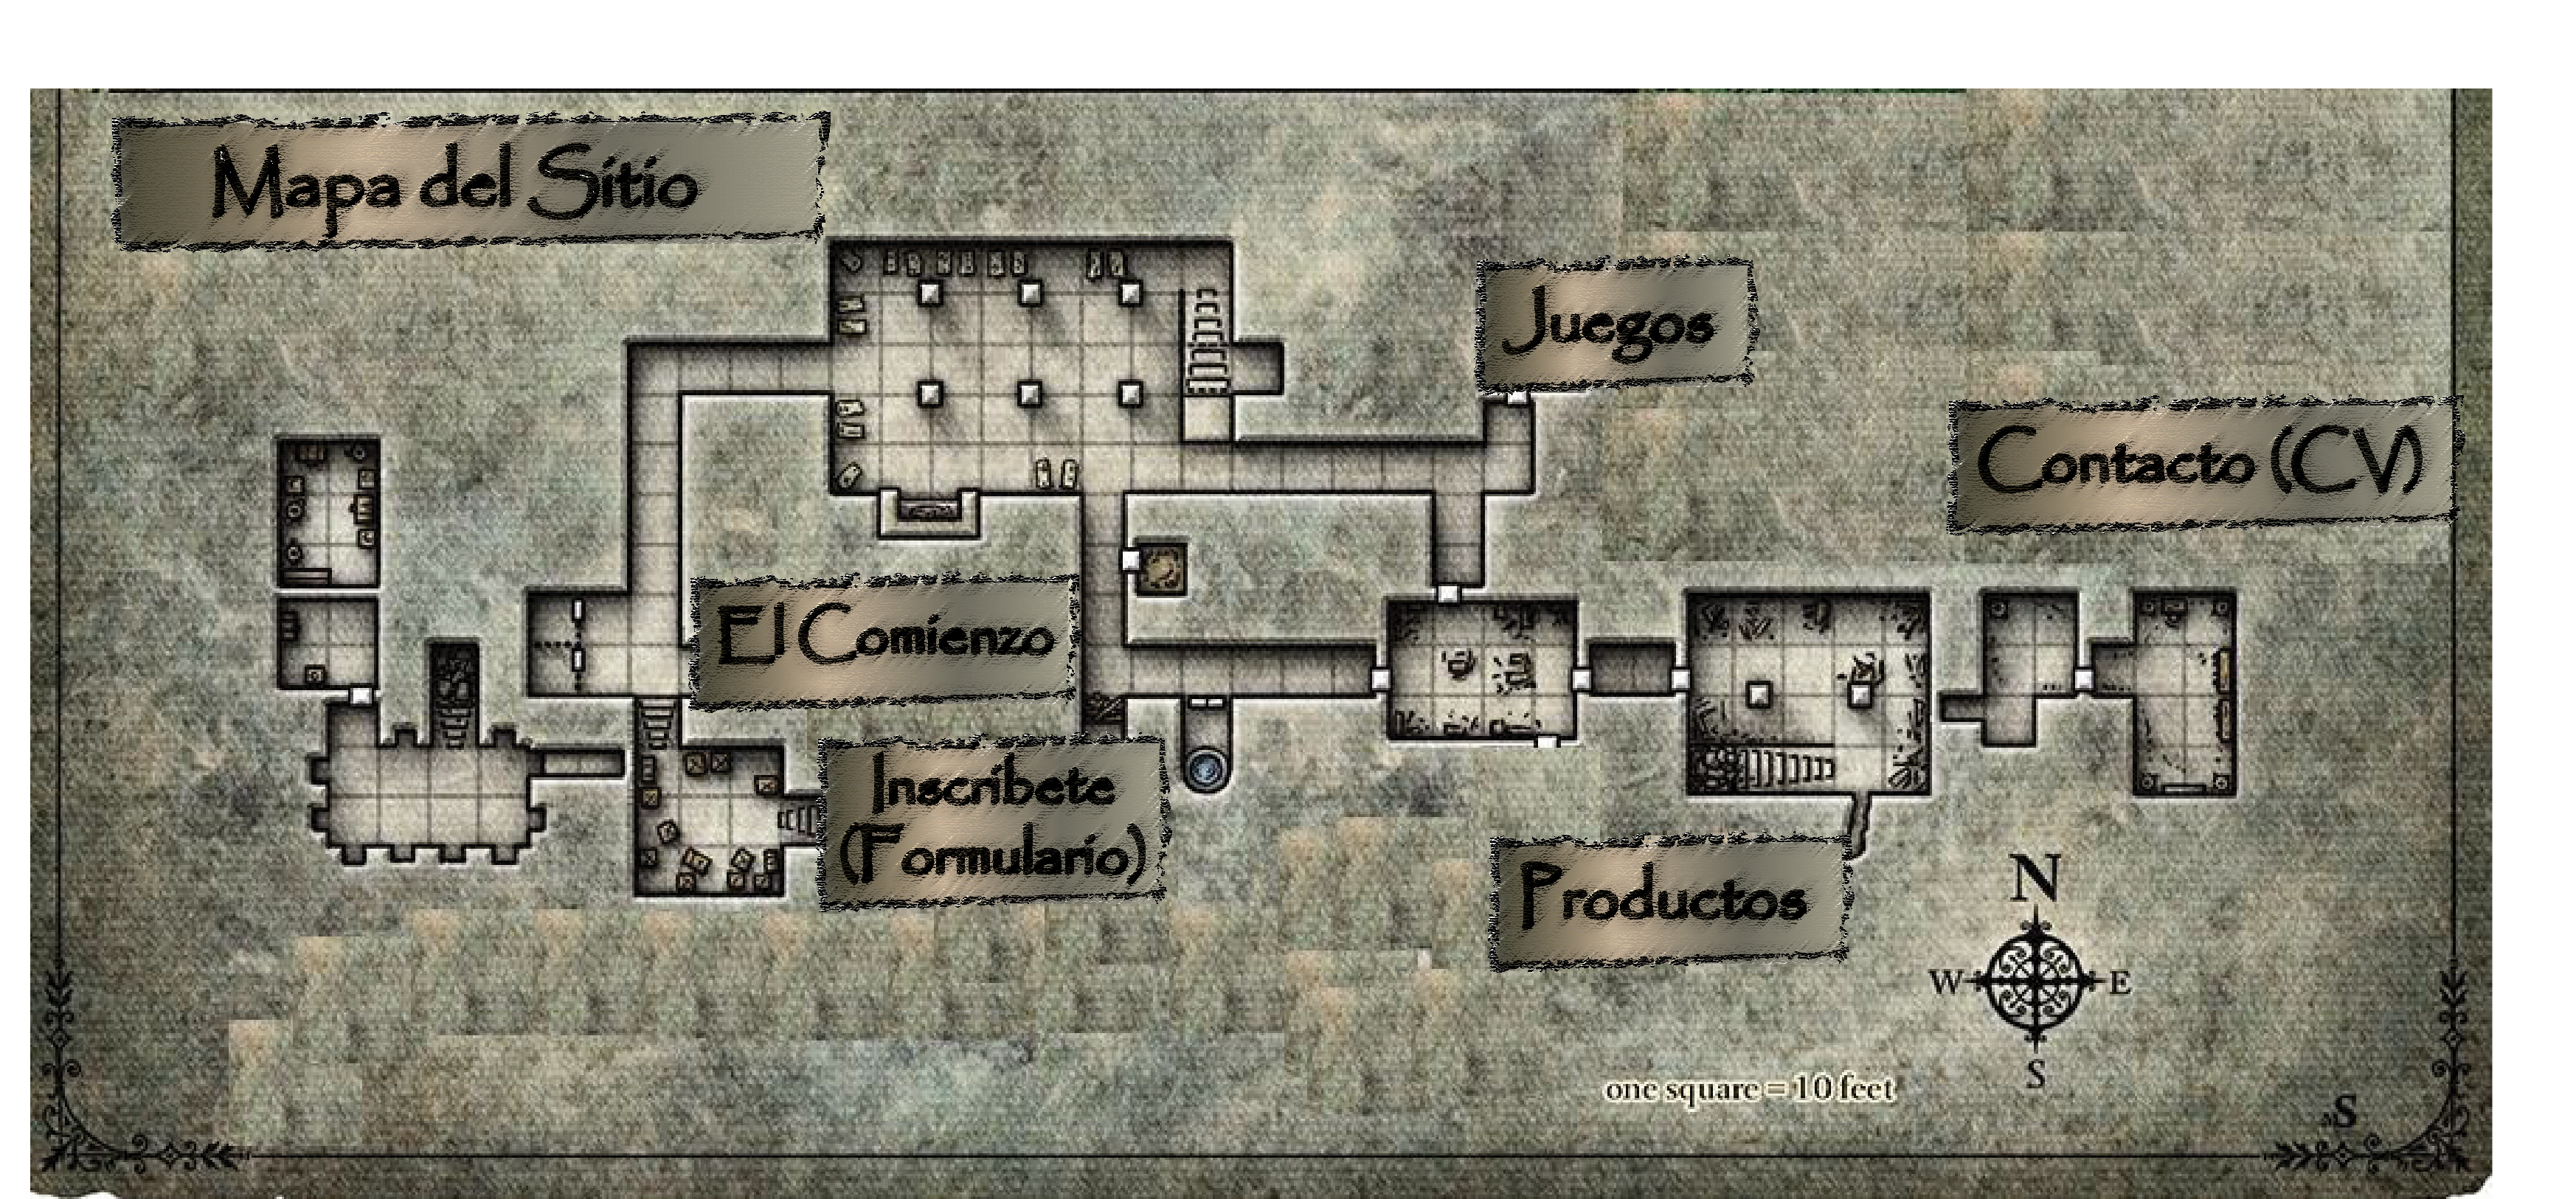 Mapa del Sitio
Juegos
Contacto (CV)
El Comienzo
Inscribete
(Formulario)
Productos
N
W
E
S
one square = 10 feet
S